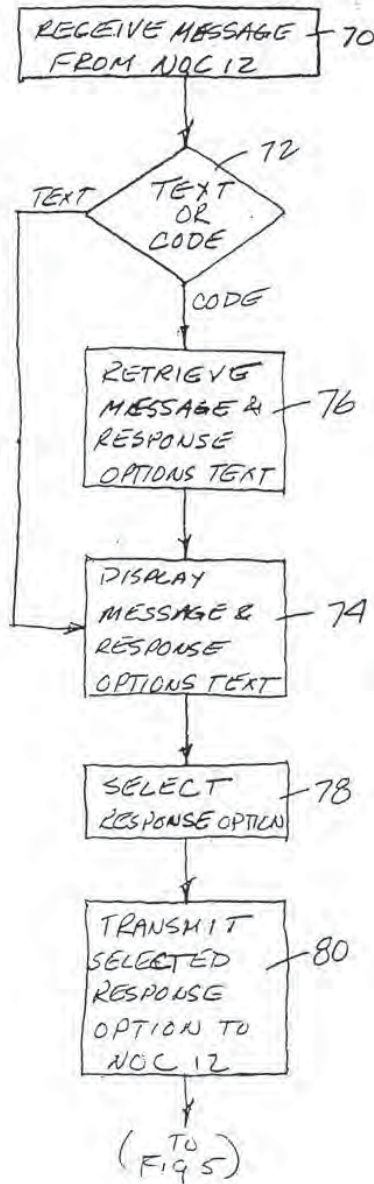 RECEIVE MESSAGE 70
FROM NOC 12
72
TEXT
TEXT
OR
CODE
CODE
RETRIEVE
MESSAGE & 76
RESPONSE
OPTIONS TEXT
DISPLAY
MESSAGE & 74
RESPONSE
OPTIONS TEXT
SELECT 78
RESPONSE OPTION
TRANSMIT
SELECTED 80
RESPONSE
OPTION TO
NOC 12
(TO
FIG 5)